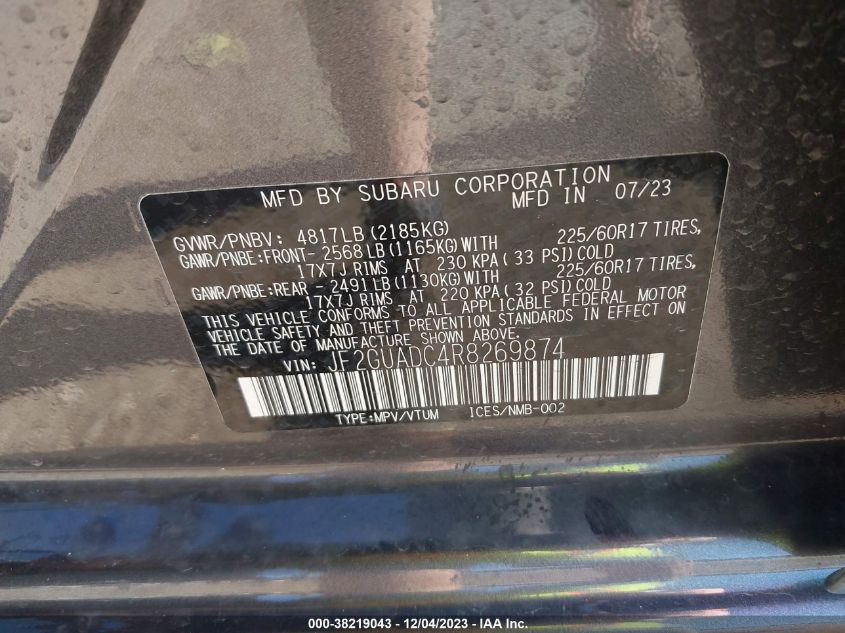 MFD BY SUBARU CORPORATION
MFD IN 07/23
GVWR/PNBV: 4817LB(2185KG)
GAWR/PNBE:FRONT- 2568LB(1165KG)WITH 225/60R17 TIRES,
17X7J RIMS AT 230 KPA( 33 PSI)COLD
GAWR/PNBE:REAR - 2491LB(1130KG)WITH 225/60R17 TIRES,
17X7J RIMS AT 220 KPA( 32 PSI)COLD
THIS VEHICLE CONFORMS TO ALL APPLICABLE FEDERAL MOTOR
VEHICLE SAFETY AND THEFT PREVENTION STANDARDS IN EFFECT ON
THE DATE OF MANUFACTURE SHOWN ABOVE.
VIN: JF2GUADC4R8269874
TYPE:MPV/VTUM ICES/NMB-002
000-38219043 - 12/04/2023 - IAA Inc.